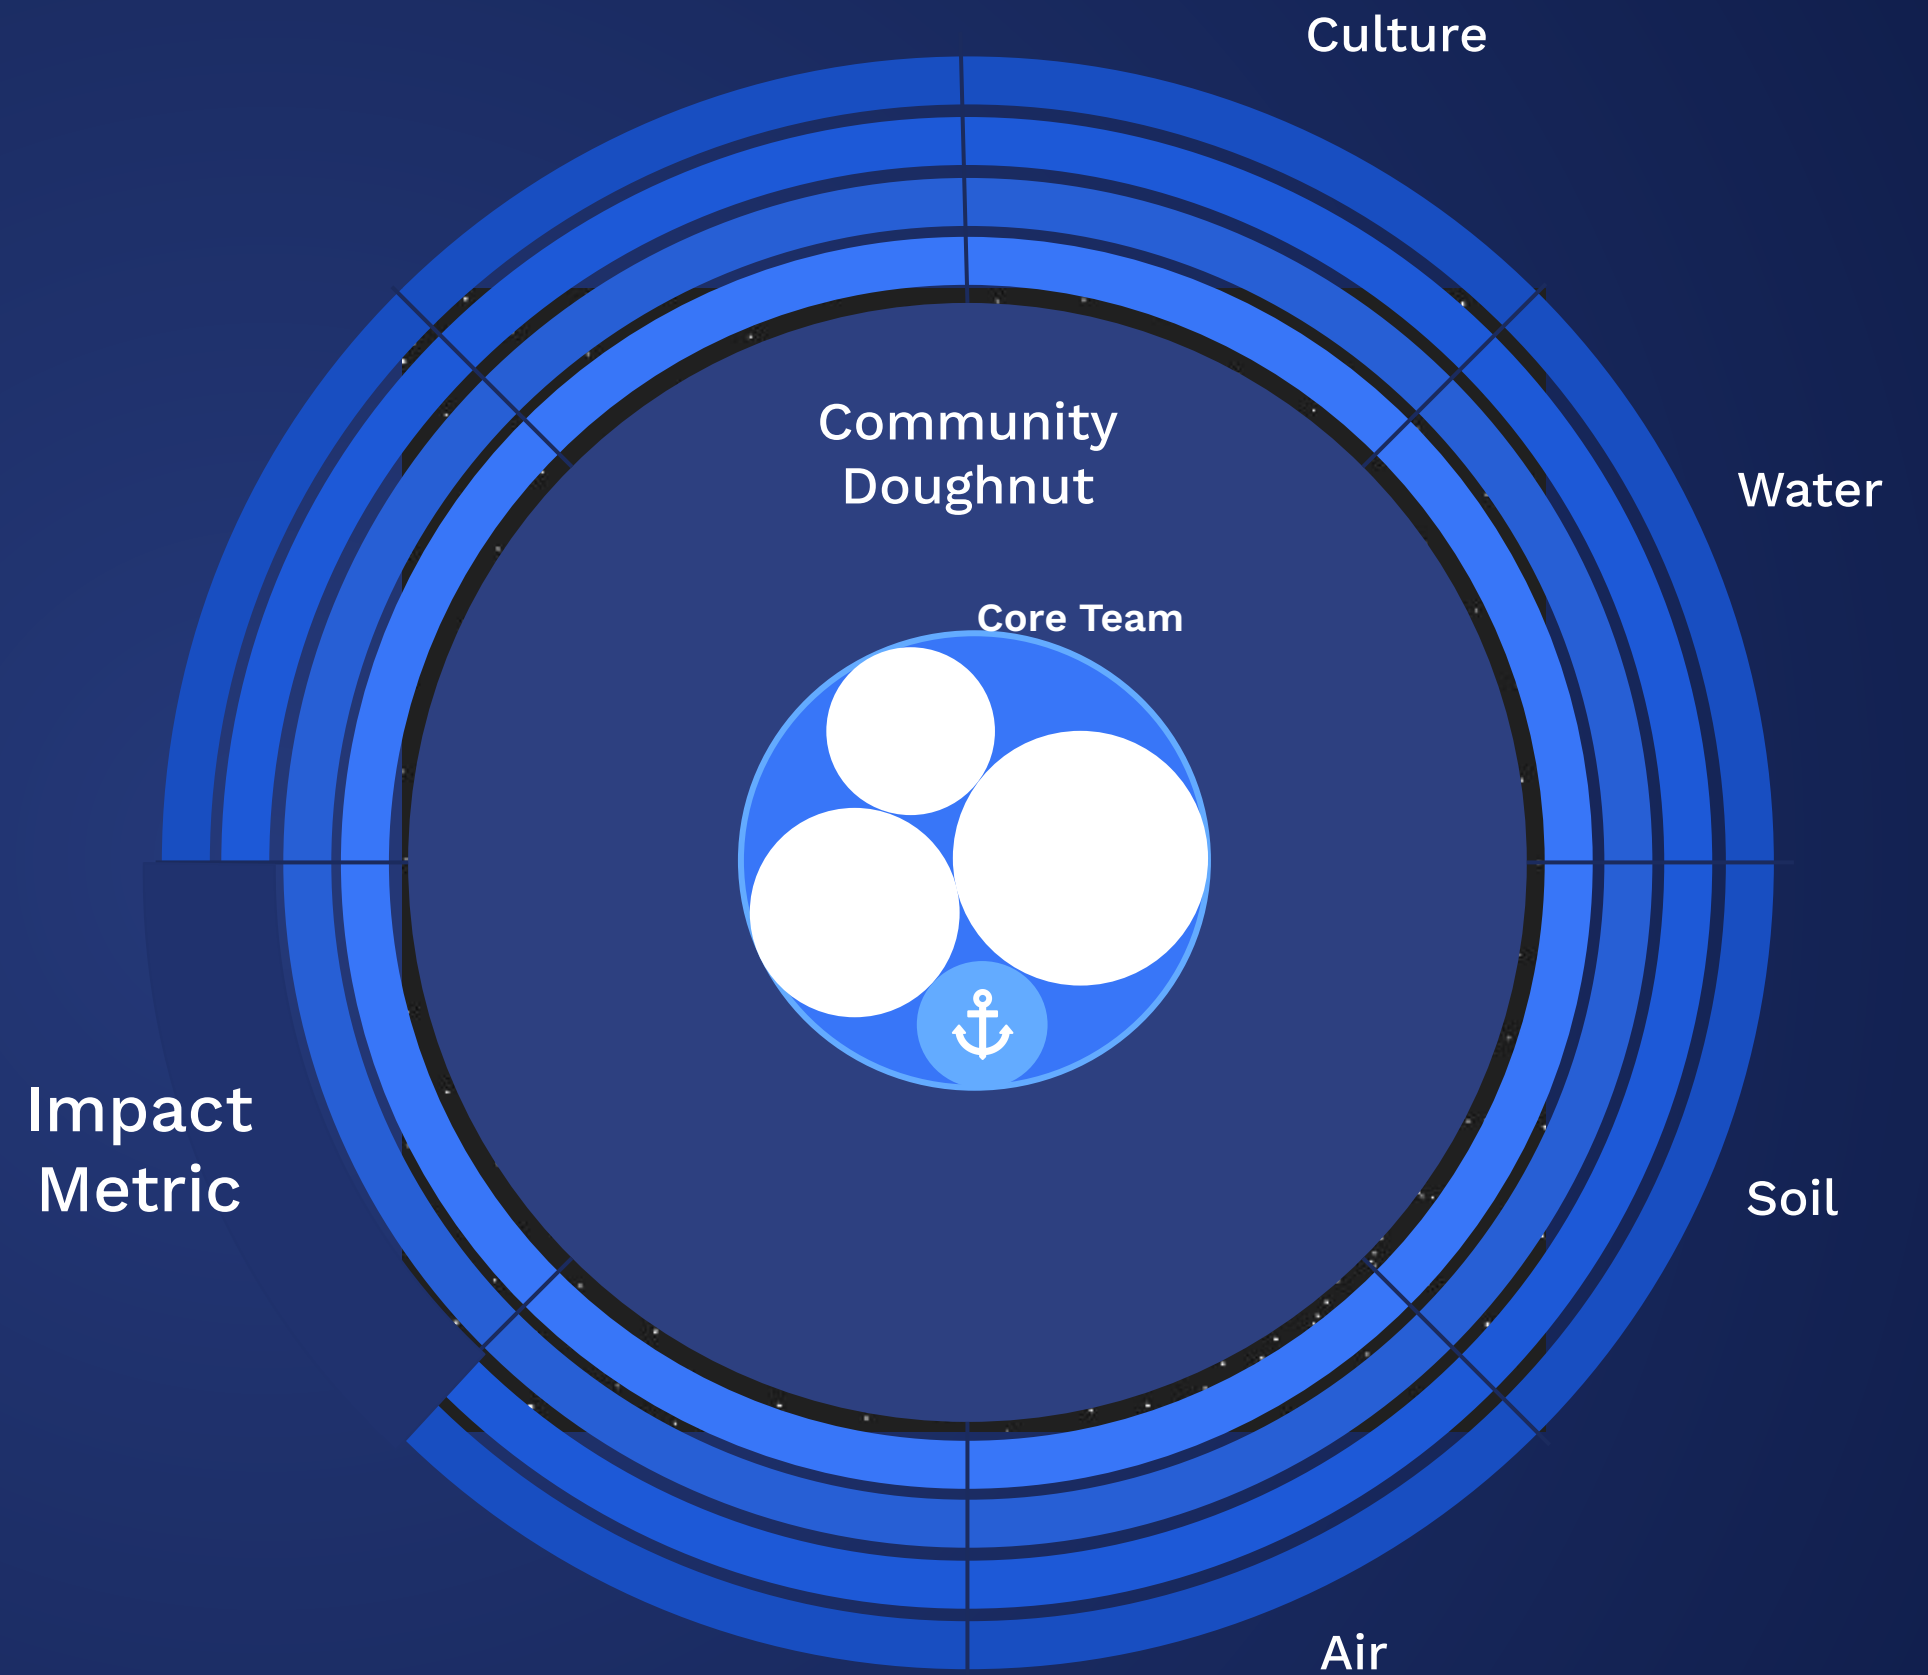 Culture
Community
Doughnut
Water
Core Team
Impact
Metric
Soil
Air